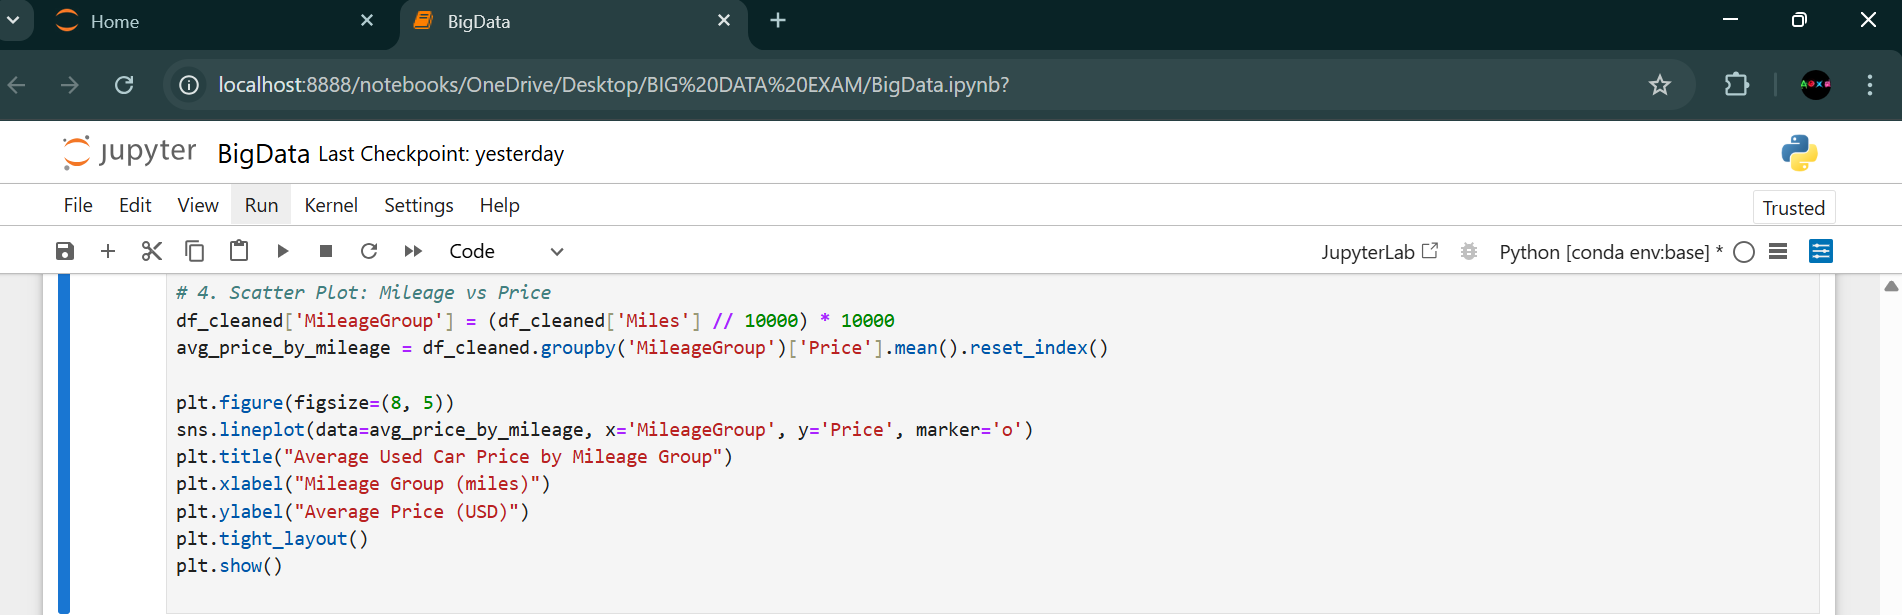 Home
BigData
localhost:8888/notebooks/OneDrive/Desktop/BIG%20DATA%20EXAM/BigData.ipynb?
jupyter BigData Last Checkpoint: yesterday
File Edit View Run Kernel Settings Help
Trusted
Code
JupyterLab
Python [conda env:base] *
# 4. Scatter Plot: Mileage vs Price
df_cleaned['MileageGroup'] = (df_cleaned['Miles'] // 10000) * 10000
avg_price_by_mileage = df_cleaned.groupby('MileageGroup')['Price'].mean().reset_index()
plt.figure(figsize=(8, 5))
sns.lineplot(data=avg_price_by_mileage, x='MileageGroup', y='Price', marker='o')
plt.title("Average Used Car Price by Mileage Group")
plt.xlabel("Mileage Group (miles)")
plt.ylabel("Average Price (USD)")
plt.tight_layout()
plt.show()